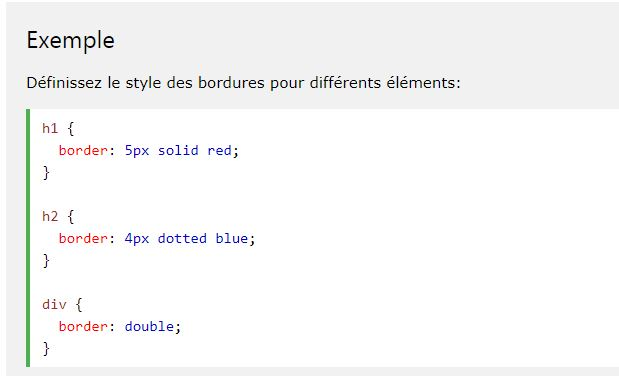 Exemple
Définissez le style des bordures pour différents éléments:
h1 {
  border: 5px solid red;
}
h2 {
  border: 4px dotted blue;
}
div {
  border: double;
}